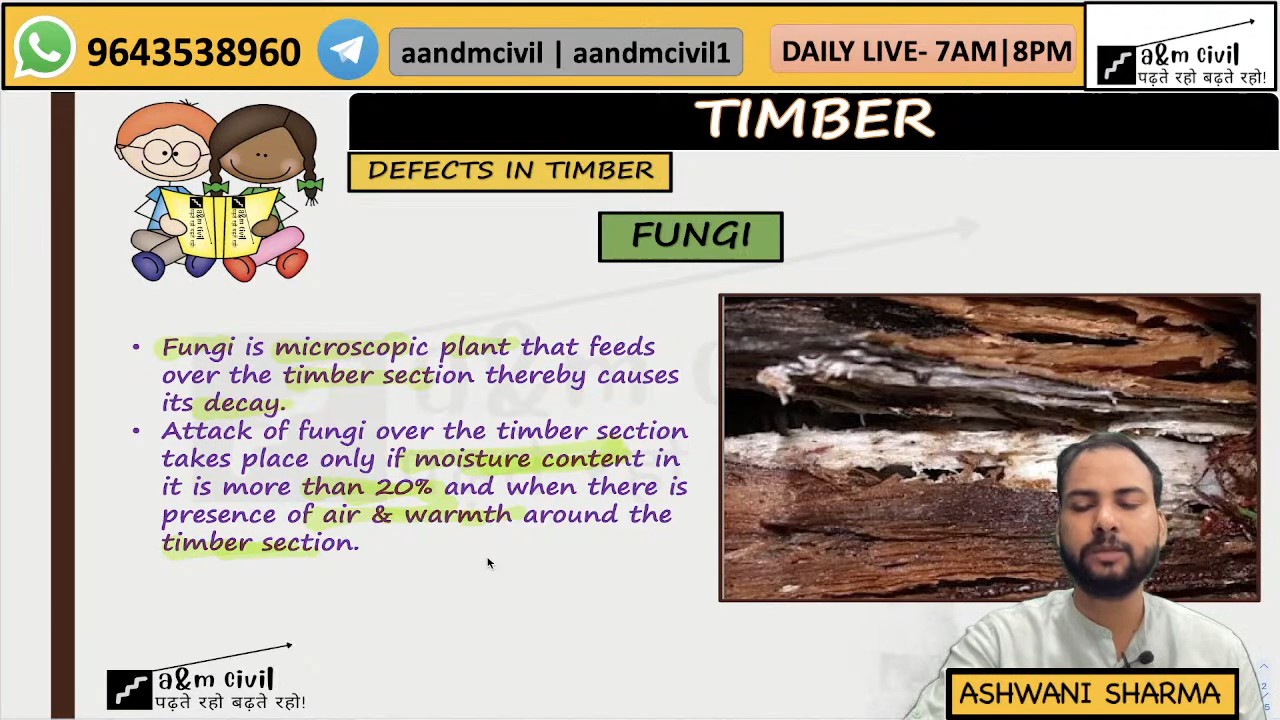 9643538960
aandmcivil | aandmcivil1
DAILY LIVE- 7AM|8PM
a&m civil
पढ़ते रहो बढ़ते रहो!
TIMBER
DEFECTS IN TIMBER
FUNGI
• Fungi is microscopic plant that feeds
over the timber section thereby causes
its decay.
• Attack of fungi over the timber section
takes place only if moisture content in
it is more than 20% and when there is
presence of air & warmth around the
timber section.
a&m civil
पढ़ते रहो बढ़ते रहो!
ASHWANI SHARMA